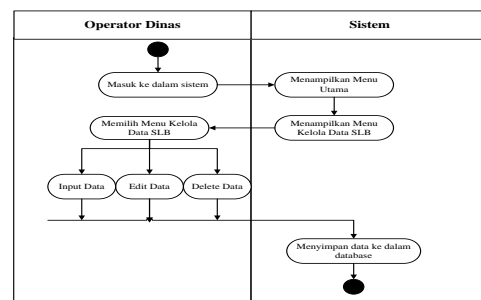 Operator Dinas
Sistem
Masuk ke dalam sistem
Menampilkan Menu
Utama
Memilih Menu Kelola
Data SLB
Menampilkan Menu
Kelola Data SLB
Input Data
Edit Data
Delete Data
Menyimpan data ke dalam
database